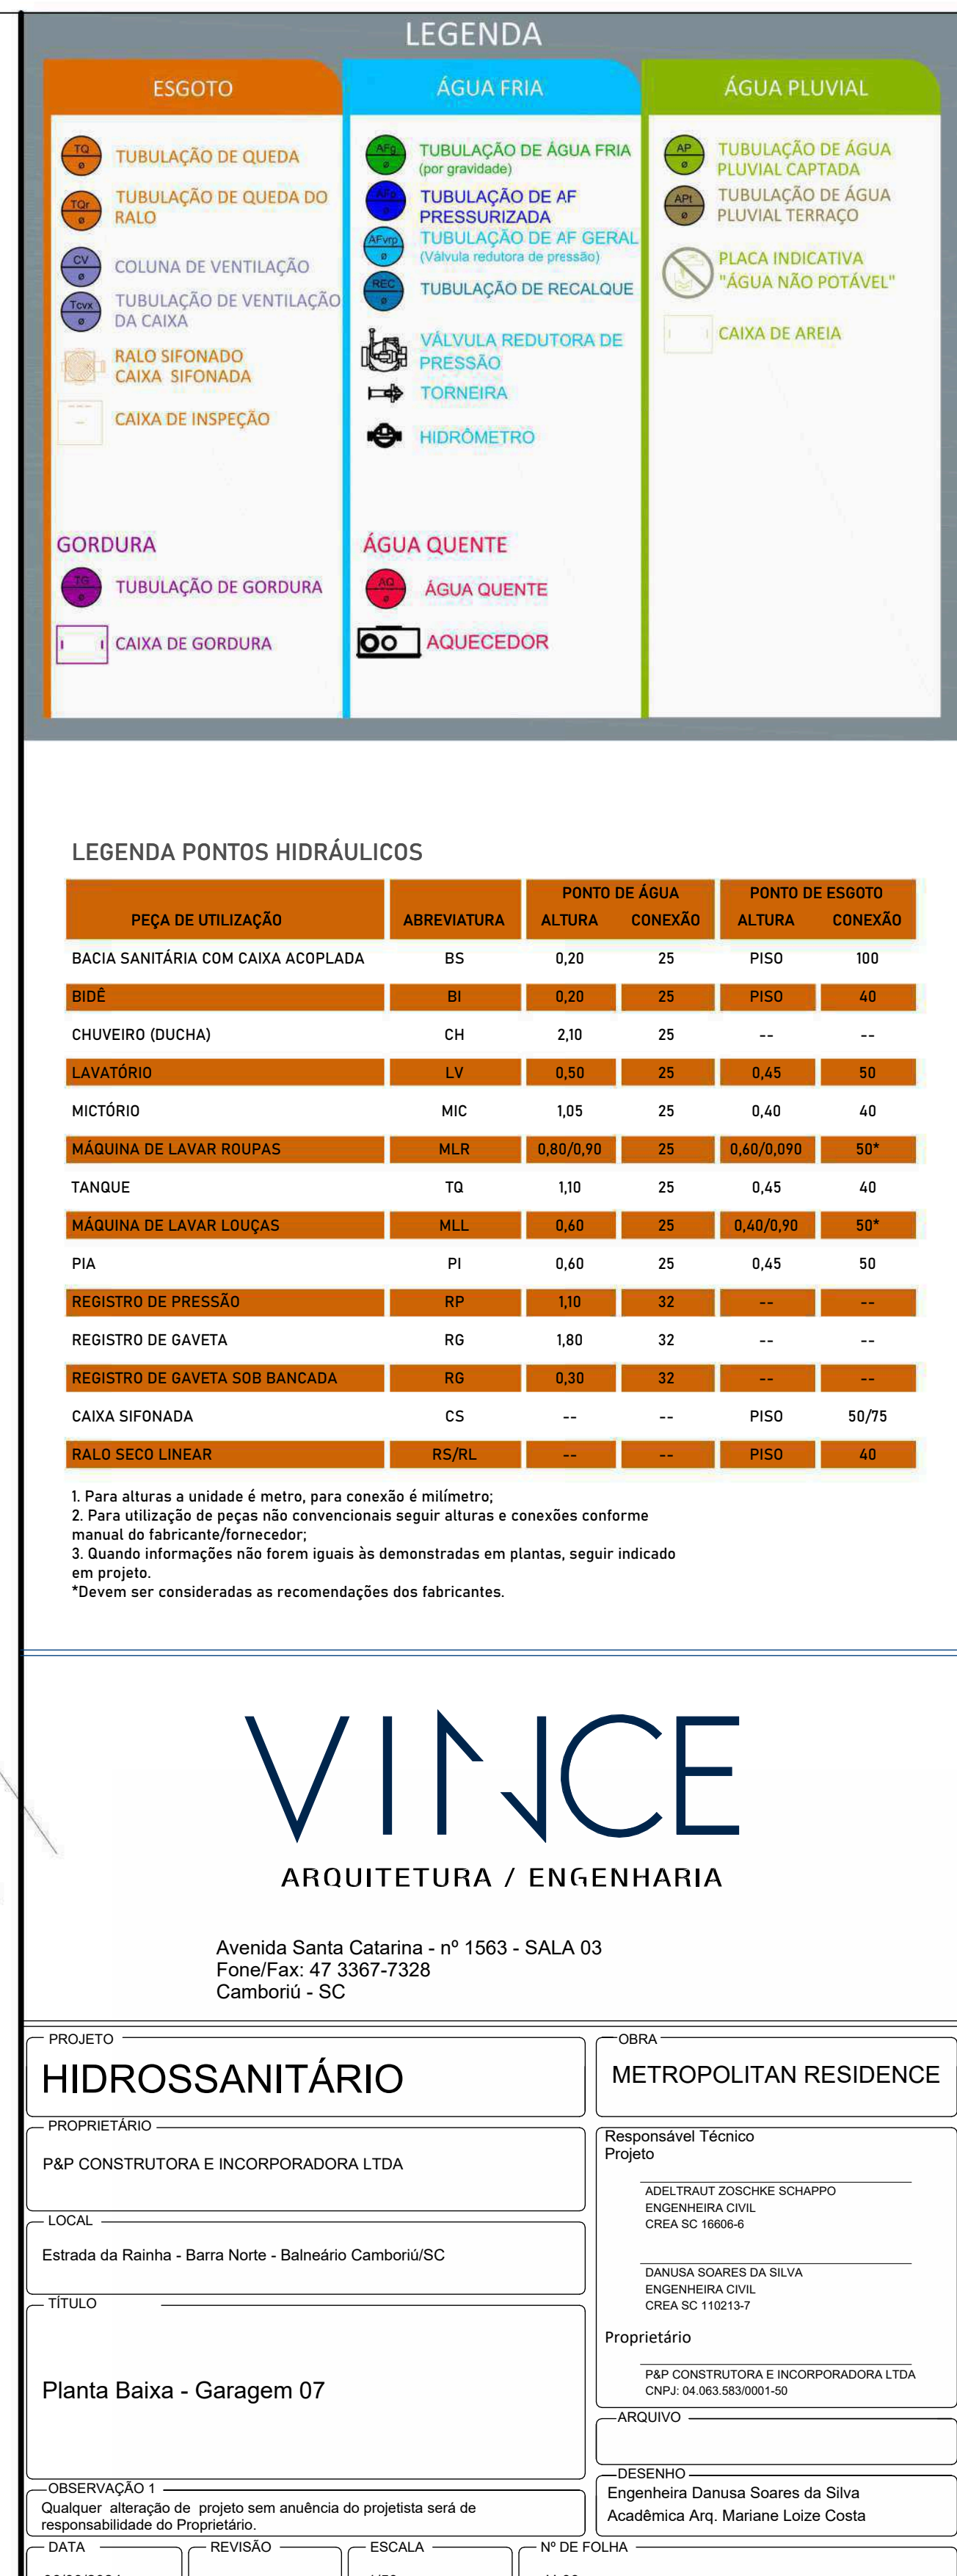 LEGENDA
ESGOTO
TQ
ø
TUBULAÇÃO DE QUEDA
TQr
ø
TUBULAÇÃO DE QUEDA DO
RALO
CV
ø
COLUNA DE VENTILAÇÃO
Tcvx
ø
TUBULAÇÃO DE VENTILAÇÃO
DA CAIXA
RALO SIFONADO
CAIXA SIFONADA
CAIXA DE INSPEÇÃO
GORDURA
TG
ø
TUBULAÇÃO DE GORDURA
CAIXA DE GORDURA
ÁGUA FRIA
AFg
ø
TUBULAÇÃO DE ÁGUA FRIA
(por gravidade)
AFp
ø
TUBULAÇÃO DE AF
PRESSURIZADA
AFvrp
ø
TUBULAÇÃO DE AF GERAL
(Válvula redutora de pressão)
REC
ø
TUBULAÇÃO DE RECALQUE
VÁLVULA REDUTORA DE
PRESSÃO
TORNEIRA
HIDRÔMETRO
ÁGUA QUENTE
AQ
ø
ÁGUA QUENTE
AQUECEDOR
ÁGUA PLUVIAL
AP
ø
TUBULAÇÃO DE ÁGUA
PLUVIAL CAPTADA
APt
ø
TUBULAÇÃO DE ÁGUA
PLUVIAL TERRAÇO
PLACA INDICATIVA
"ÁGUA NÃO POTÁVEL"
CAIXA DE AREIA
LEGENDA PONTOS HIDRÁULICOS
PONTO DE ÁGUA PONTO DE ESGOTO
PEÇA DE UTILIZAÇÃO ABREVIATURA ALTURA CONEXÃO ALTURA CONEXÃO
BACIA SANITÁRIA COM CAIXA ACOPLADA BS 0,20 25 PISO 100
BIDÊ BI 0,20 25 PISO 40
CHUVEIRO (DUCHA) CH 2,10 25 -- --
LAVATÓRIO LV 0,50 25 0,45 50
MICTÓRIO MIC 1,05 25 0,40 40
MÁQUINA DE LAVAR ROUPAS MLR 0,80/0,90 25 0,60/0,090 50*
TANQUE TQ 1,10 25 0,45 40
MÁQUINA DE LAVAR LOUÇAS MLL 0,60 25 0,40/0,90 50*
PIA PI 0,60 25 0,45 50
REGISTRO DE PRESSÃO RP 1,10 32 -- --
REGISTRO DE GAVETA RG 1,80 32 -- --
REGISTRO DE GAVETA SOB BANCADA RG 0,30 32 -- --
CAIXA SIFONADA CS -- -- PISO 50/75
RALO SECO LINEAR RS/RL -- -- PISO 40
1. Para alturas a unidade é metro, para conexão é milímetro;
2. Para utilização de peças não convencionais seguir alturas e conexões conforme
manual do fabricante/fornecedor;
3. Quando informações não forem iguais às demonstradas em plantas, seguir indicado
em projeto.
*Devem ser consideradas as recomendações dos fabricantes.
VINCE
ARQUITETURA / ENGENHARIA
Avenida Santa Catarina - nº 1563 - SALA 03
Fone/Fax: 47 3367-7328
Camboriú - SC
PROJETO
HIDROSSANITÁRIO
OBRA
METROPOLITAN RESIDENCE
PROPRIETÁRIO
P&P CONSTRUTORA E INCORPORADORA LTDA
LOCAL
Estrada da Rainha - Barra Norte - Balneário Camboriú/SC
TÍTULO
Planta Baixa - Garagem 07
Responsável Técnico
Projeto
ADELTRAUT ZOSCHKE SCHAPPO
ENGENHEIRA CIVIL
CREA SC 16606-6
DANUSA SOARES DA SILVA
ENGENHEIRA CIVIL
CREA SC 110213-7
Proprietário
P&P CONSTRUTORA E INCORPORADORA LTDA
CNPJ: 04.063.583/0001-50
ARQUIVO
DESENHO
Engenheira Danusa Soares da Silva
Acadêmica Arq. Mariane Loize Costa
OBSERVAÇÃO 1
Qualquer alteração de projeto sem anuência do projetista será de
responsabilidade do Proprietário.
DATA REVISÃO ESCALA Nº DE FOLHA